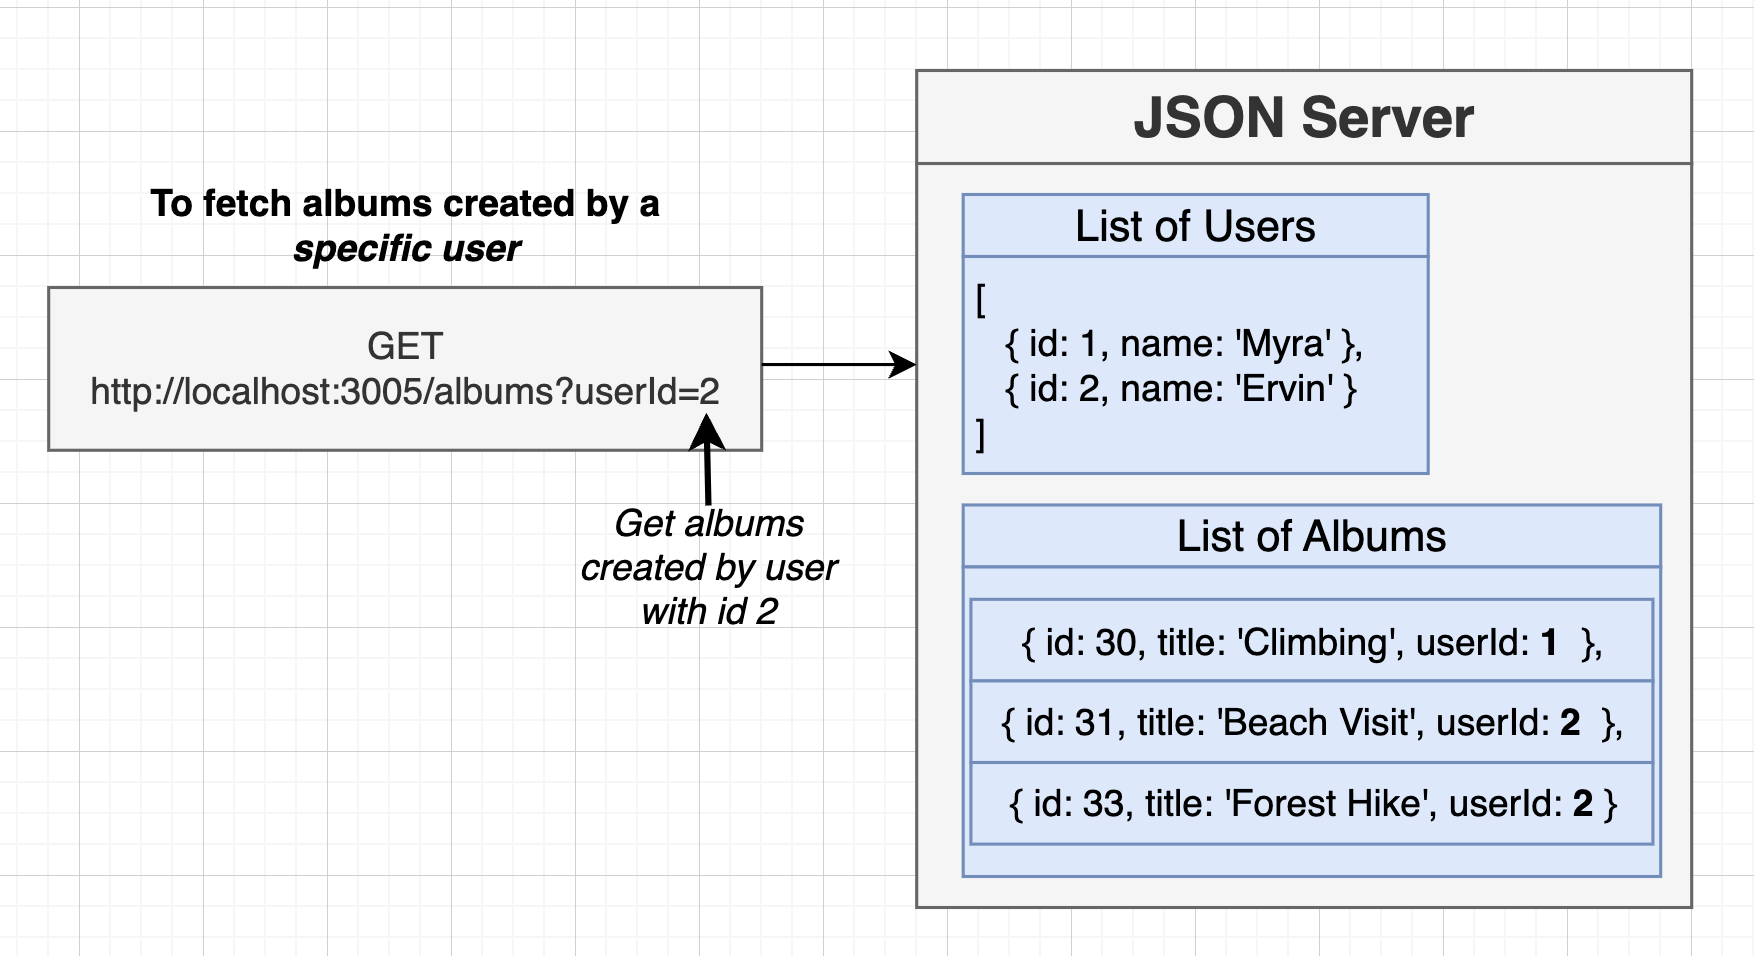 To fetch albums created by a
specific user
GET
http://localhost:3005/albums?userId=2
Get albums
created by user
with id 2
JSON Server
List of Users
[
{ id: 1, name: 'Myra' },
{ id: 2, name: 'Ervin' }
]
List of Albums
{ id: 30, title: 'Climbing', userId: 1 },
{ id: 31, title: 'Beach Visit', userId: 2 },
{ id: 33, title: 'Forest Hike', userId: 2 }